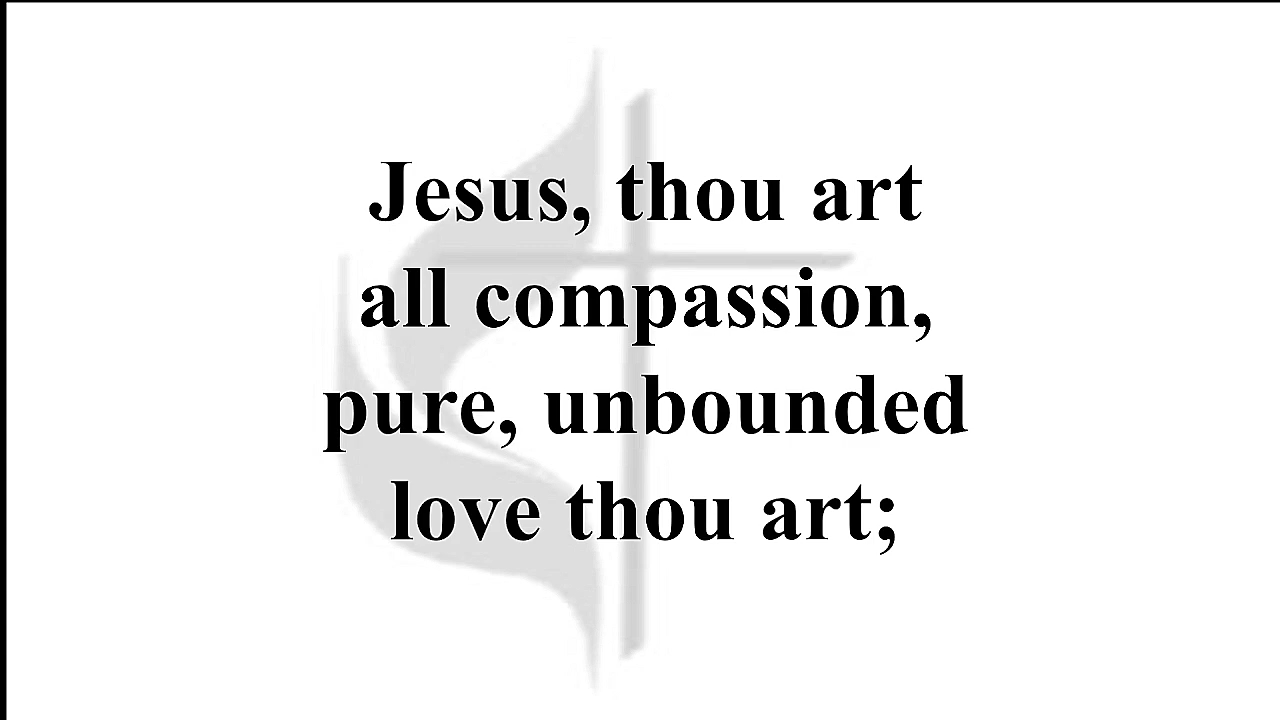 Jesus, thou art
all compassion,
pure, unbounded
love thou art;